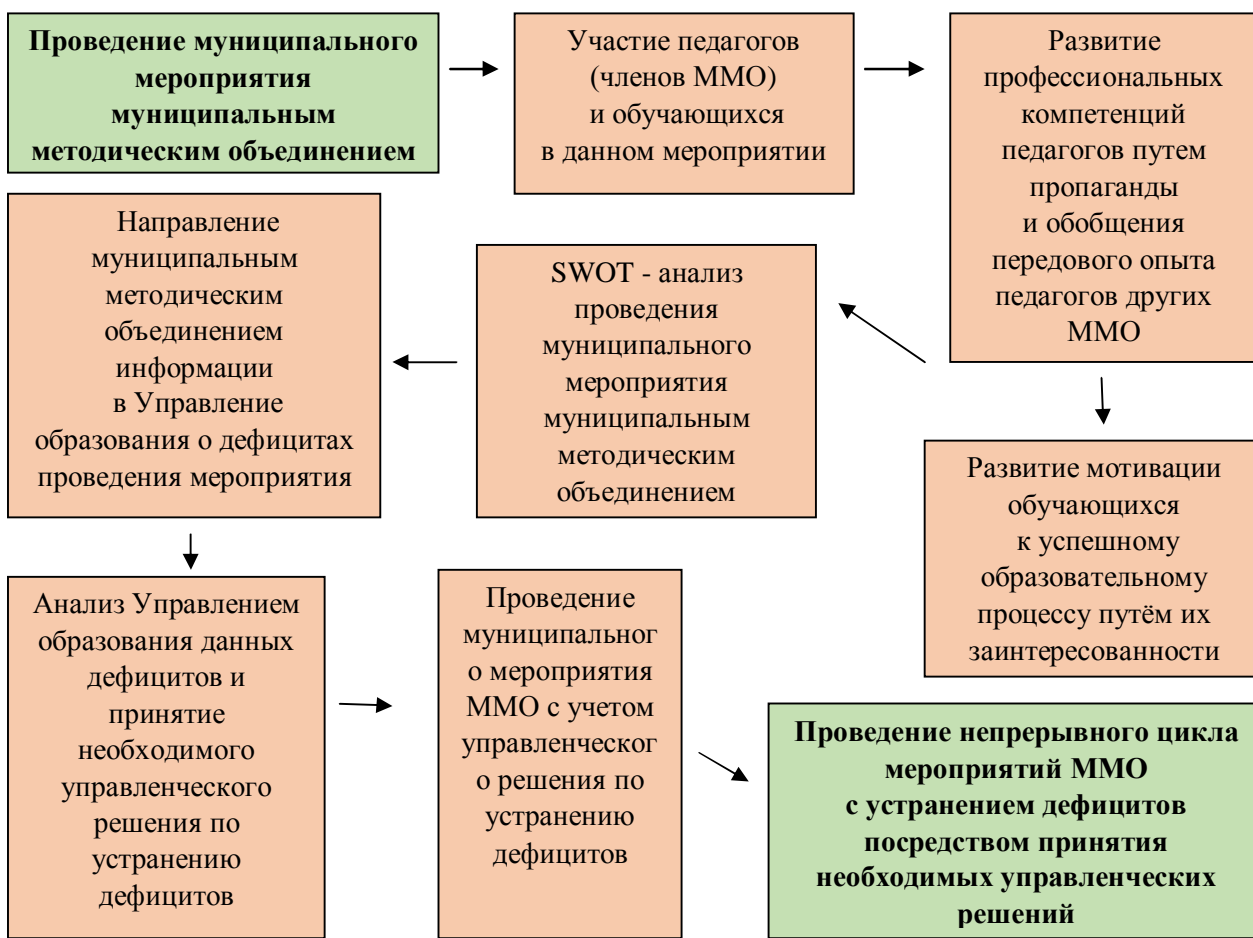 Проведение муниципального
мероприятия
муниципальным
методическим объединением
Участие педагогов
(членов ММО)
и обучающихся
в данном мероприятии
Развитие
профессиональных
компетенций
педагогов путем
пропаганды
и обобщения
передового опыта
педагогов других
ММО
Развитие мотивации
обучающихся
к успешному
образовательному
процессу путём их
заинтересованности
SWOT - анализ
проведения
муниципального
мероприятия
муниципальным
методическим
объединением
Направление
муниципальным
методическим
объединением
информации
в Управление
образования о дефицитах
проведения мероприятия
Анализ Управлением
образования данных
дефицитов и
принятие
необходимого
управленческого
решения по
устранению
дефицитов
Проведение
муниципальног
о мероприятия
ММО с учетом
управленческог
о решения по
устранению
дефицитов
Проведение непрерывного цикла
мероприятий ММО
с устранением дефицитов
посредством принятия
необходимых управленческих
решений